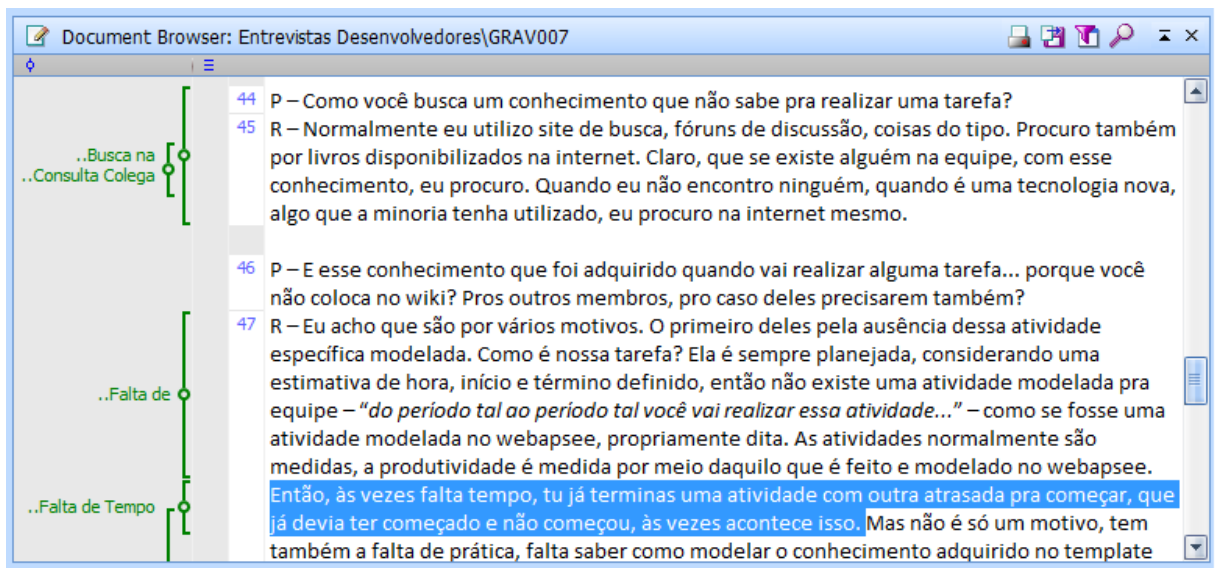 Document Browser: Entrevistas Desenvolvedores\GRAV007
44 P – Como você busca um conhecimento que não sabe pra realizar uma tarefa?
45 R – Normalmente eu utilizo site de busca, fóruns de discussão, coisas do tipo. Procuro também
..Busca na
por livros disponibilizados na internet. Claro, que se existe alguém na equipe, com esse
..Consulta Colega
conhecimento, eu procuro. Quando eu não encontro ninguém, quando é uma tecnologia nova,
algo que a minoria tenha utilizado, eu procuro na internet mesmo.
46 P – E esse conhecimento que foi adquirido quando vai realizar alguma tarefa... porque você
não coloca no wiki? Pros outros membros, pro caso deles precisarem também?
47 R – Eu acho que são por vários motivos. O primeiro deles pela ausência dessa atividade
específica modelada. Como é nossa tarefa? Ela é sempre planejada, considerando uma
estimativa de hora, início e término definido, então não existe uma atividade modelada pra
..Falta de
equipe – “do período tal ao período tal você vai realizar essa atividade...” – como se fosse uma
atividade modelada no webapsee, propriamente dita. As atividades normalmente são
medidas, a produtividade é medida por meio daquilo que é feito e modelado no webapsee.
Então, às vezes falta tempo, tu já terminas uma atividade com outra atrasada pra começar, que
..Falta de Tempo
já devia ter começado e não começou, às vezes acontece isso. Mas não é só um motivo, tem
também a falta de prática, falta saber como modelar o conhecimento adquirido no template